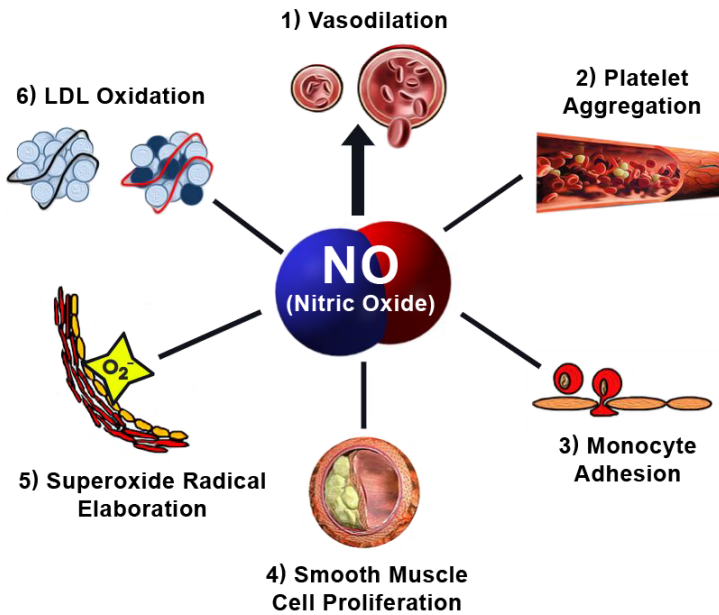 1) Vasodilation
2) Platelet
Aggregation
3) Monocyte
Adhesion
4) Smooth Muscle
Cell Proliferation
5) Superoxide Radical
Elaboration
6) LDL Oxidation
NO
(Nitric Oxide)
O₂⁻